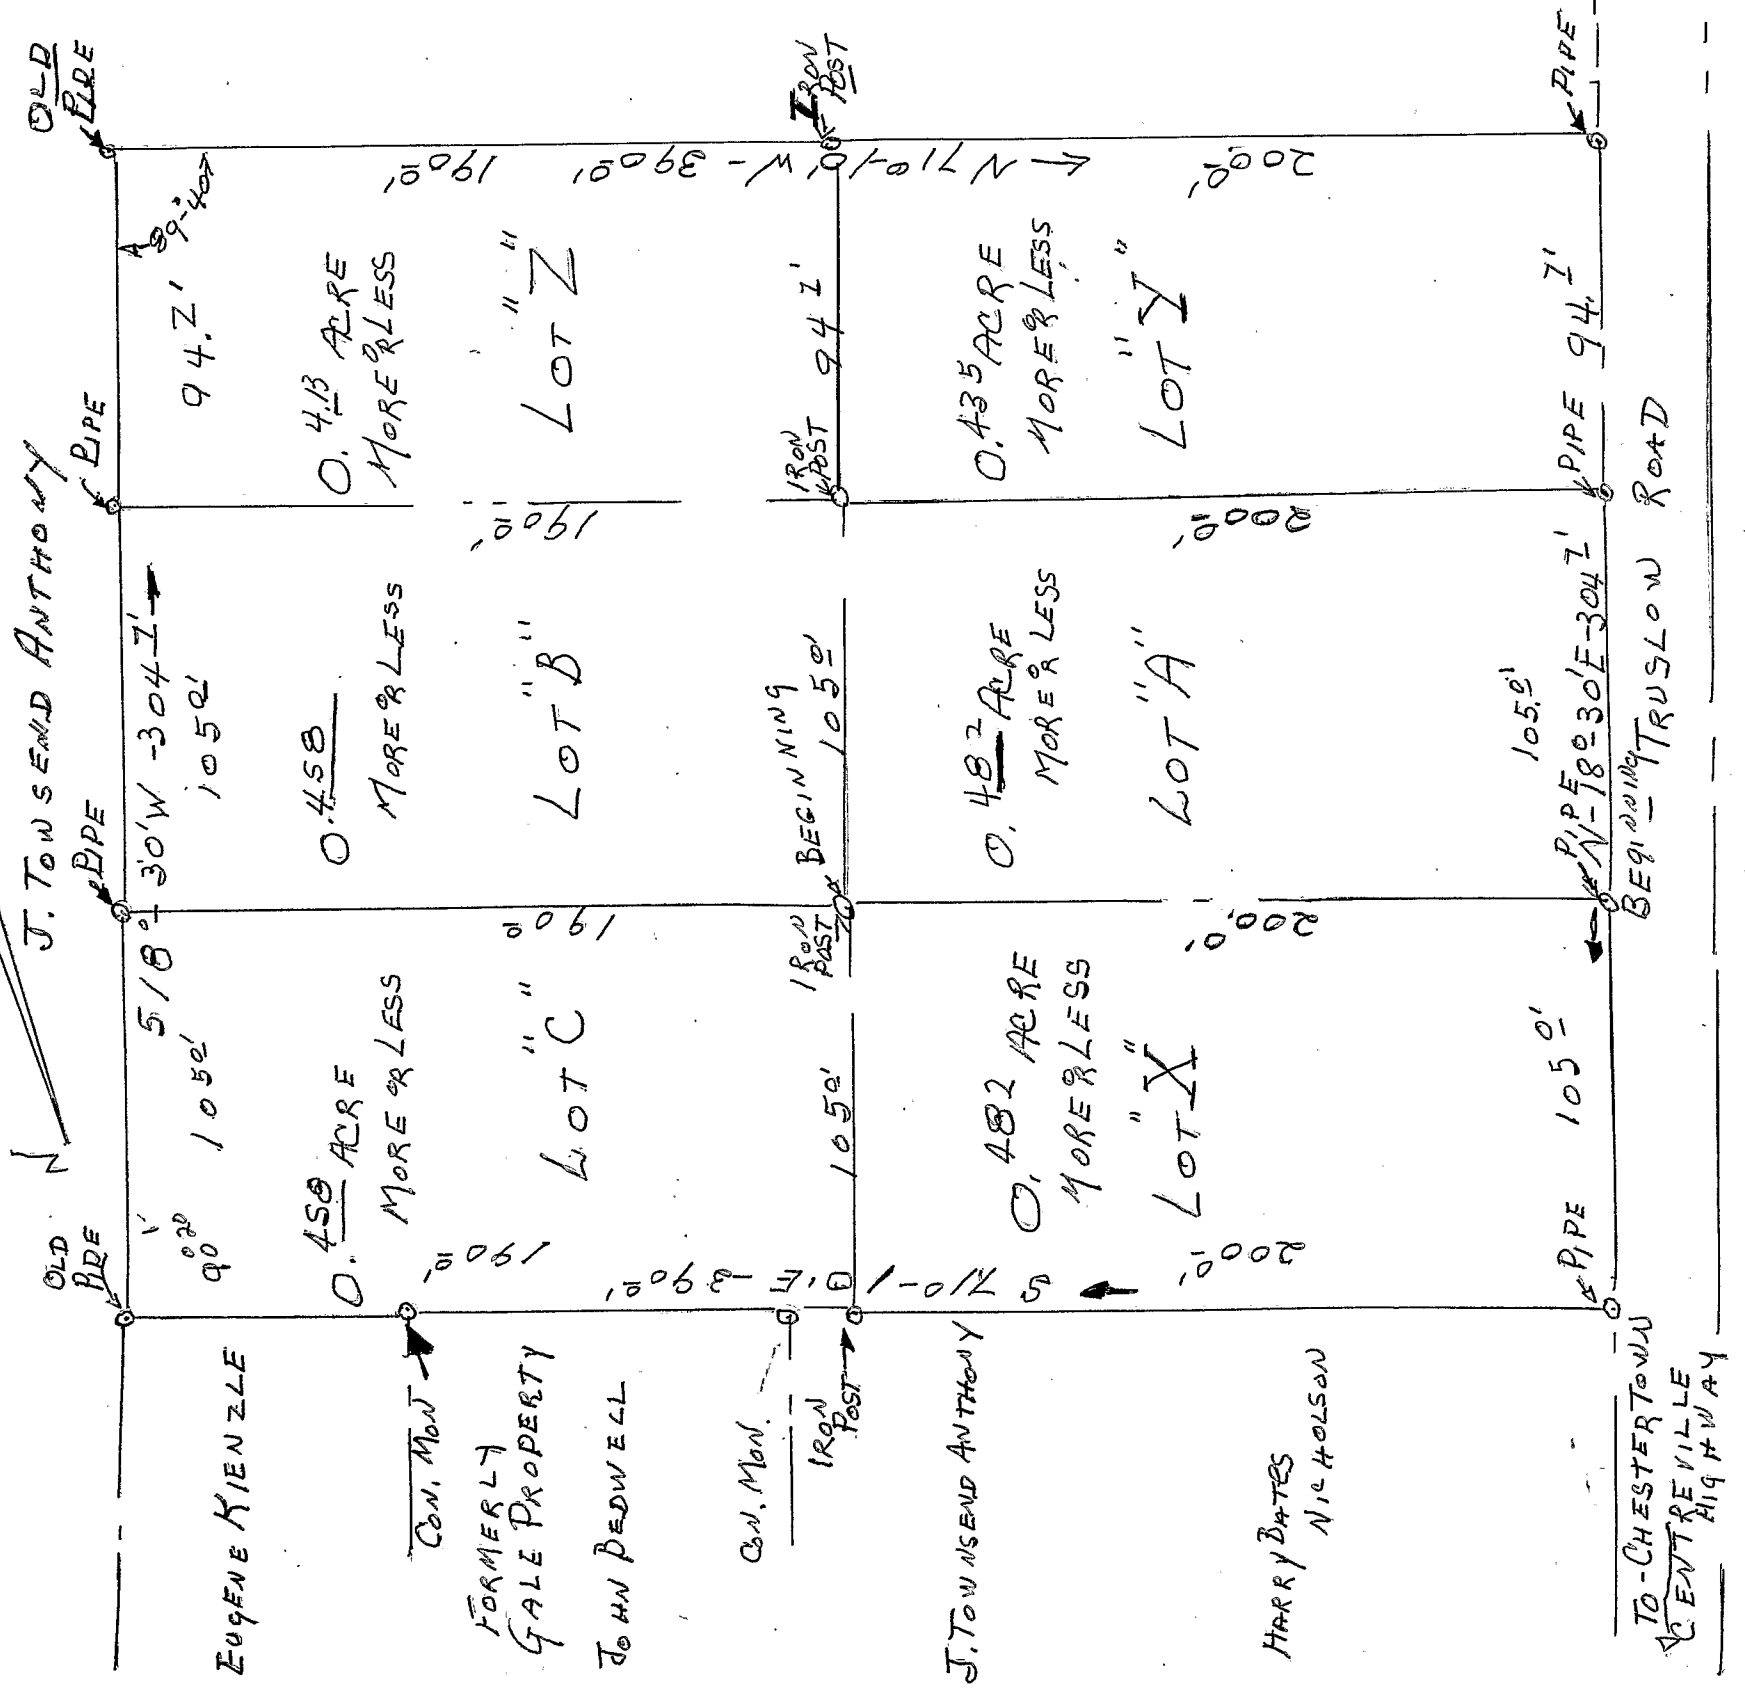 N
J. TOWSEND ANTHONY
OLD
PIPE
PIPE
PIPE
OLD
PIPE
S 18°-30'W -304 1'
90° 20'
105 0'
105 0'
94.1'
89°-40'
0.458 ACRE
MORE OR LESS
LOT "C"
0.458
MORE OR LESS
LOT "B"
0.413 ACRE
MORE OR LESS
LOT "Z"
190 0'
190 0
190 0'
190 0'
IRON
POST
BEGINNING
IRON
POST
IRON
POST
105 0'
105 0'
94 1'
S 71°-10'E -390 0'
N 71°-10'W -390 0'
0.482 ACRE
MORE OR LESS
LOT "X"
0.482 ACRE
MORE OR LESS
LOT "A"
0.435 ACRE
MORE OR LESS
LOT "Y"
200 0'
200.0'
200 0'
200 0'
PIPE
105 0'
PIPE
105.0'
N-18°-30'E-304 1'
PIPE
94.1'
PIPE
BEGINNING
TRUSLOW ROAD
EUGENE KIENZLE
CON. MON
FORMERLY
GALE PROPERTY
JOHN BEDWELL
CON. MON.
IRON
POST
J. TOWNSEND ANTHONY
HARRY BATES
NICHOLSON
TO-CHESTERTOWN
CENTREVILLE
HIGHWAY